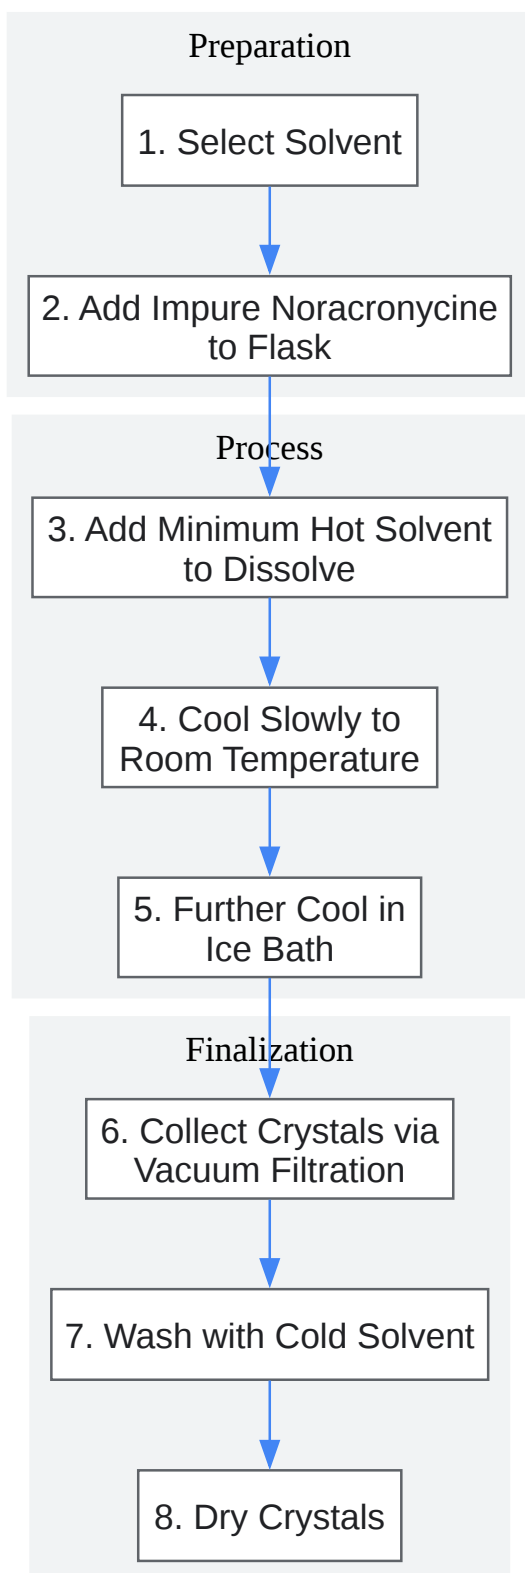 Preparation
1. Select Solvent
2. Add Impure Noracronycine
to Flask
Process
3. Add Minimum Hot Solvent
to Dissolve
4. Cool Slowly to
Room Temperature
5. Further Cool in
Ice Bath
Finalization
6. Collect Crystals via
Vacuum Filtration
7. Wash with Cold Solvent
8. Dry Crystals